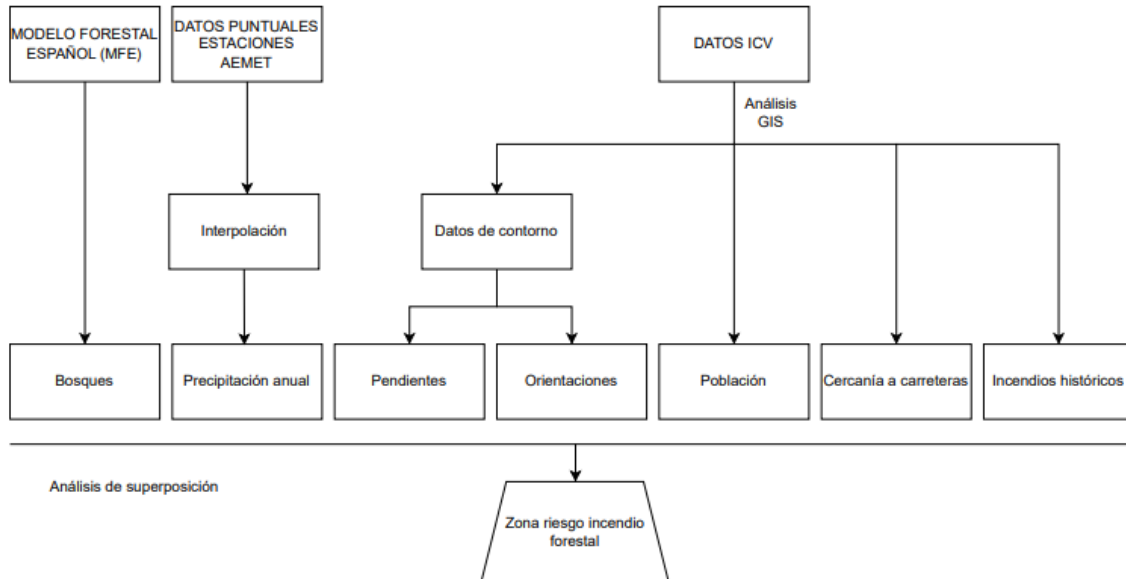 MODELO FORESTAL
ESPAÑOL (MFE)
DATOS PUNTUALES
ESTACIONES
AEMET
DATOS ICV
Análisis
GIS
Interpolación
Datos de contorno
Bosques
Precipitación anual
Pendientes
Orientaciones
Población
Cercanía a carreteras
Incendios históricos
Análisis de superposición
Zona riesgo incendio
forestal